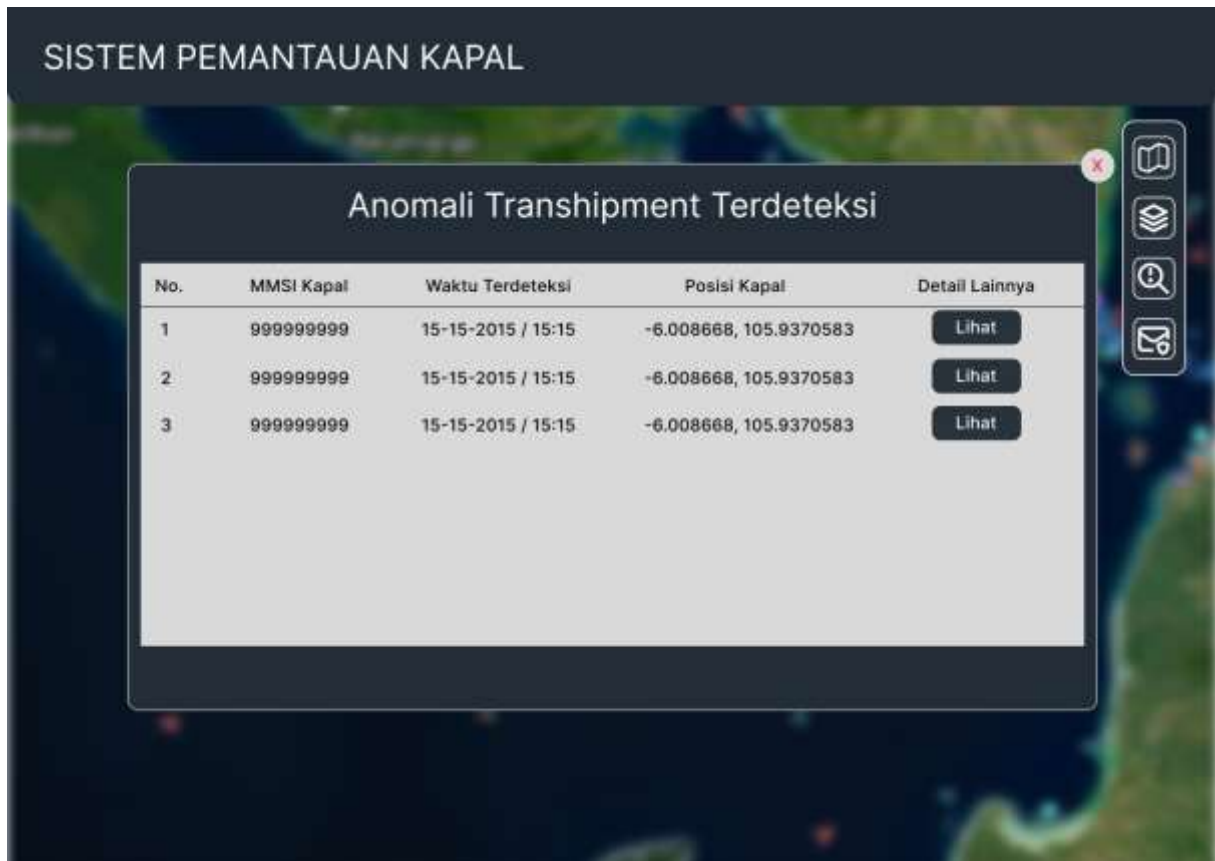 SISTEM PEMANTAUAN KAPAL
Anomali Transhipment Terdeteksi
X
No. MMSI Kapal Waktu Terdeteksi Posisi Kapal Detail Lainnya
1 999999999 15-15-2015 / 15:15 -6.008668, 105.9370583 Lihat
2 999999999 15-15-2015 / 15:15 -6.008668, 105.9370583 Lihat
3 999999999 15-15-2015 / 15:15 -6.008668, 105.9370583 Lihat